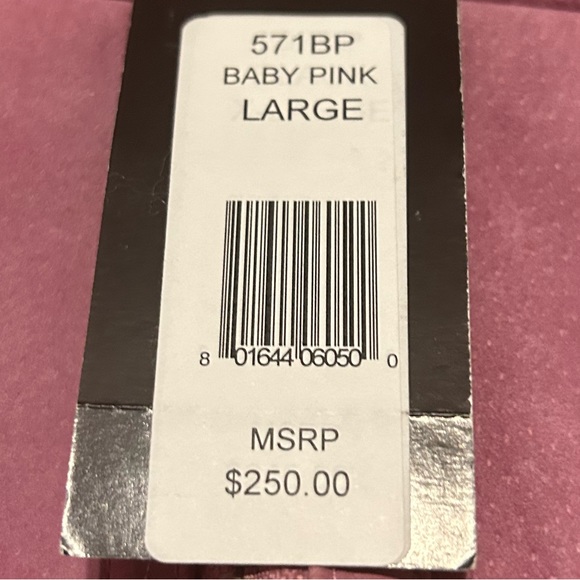 571BP
BABY PINK
LARGE
8 01644 06050 0
MSRP
$250.00